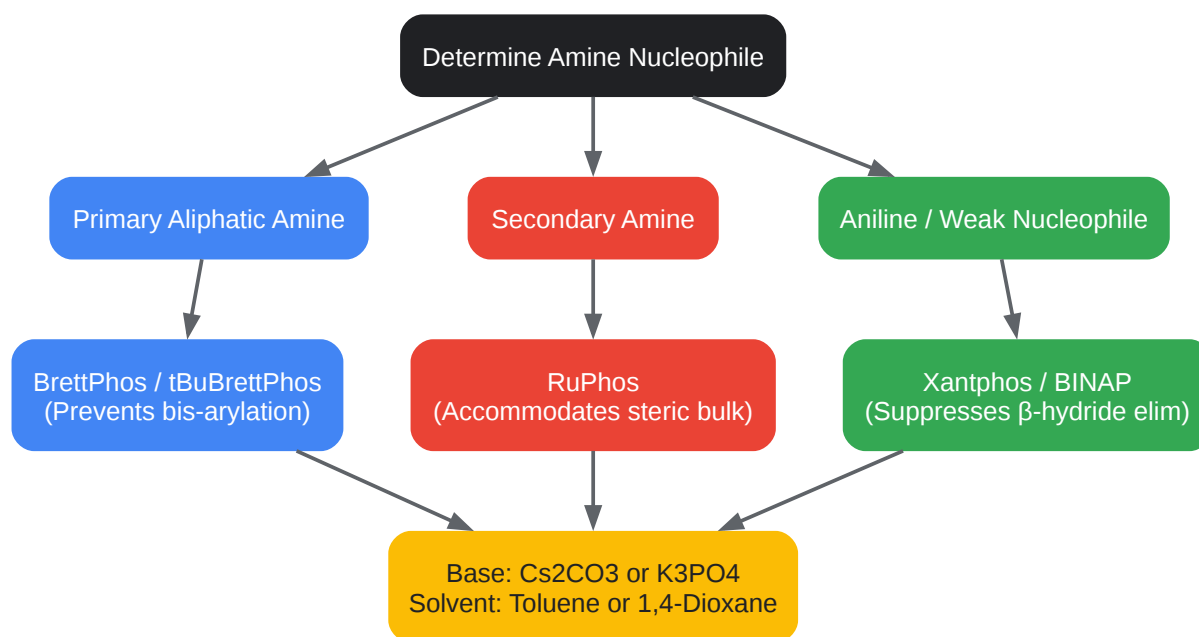 Determine Amine Nucleophile
Primary Aliphatic Amine
Secondary Amine
Aniline / Weak Nucleophile
BrettPhos / tBuBrettPhos
(Prevents bis-arylation)
RuPhos
(Accommodates steric bulk)
Xantphos / BINAP
(Suppresses β-hydride elim)
Base: Cs2CO3 or K3PO4
Solvent: Toluene or 1,4-Dioxane